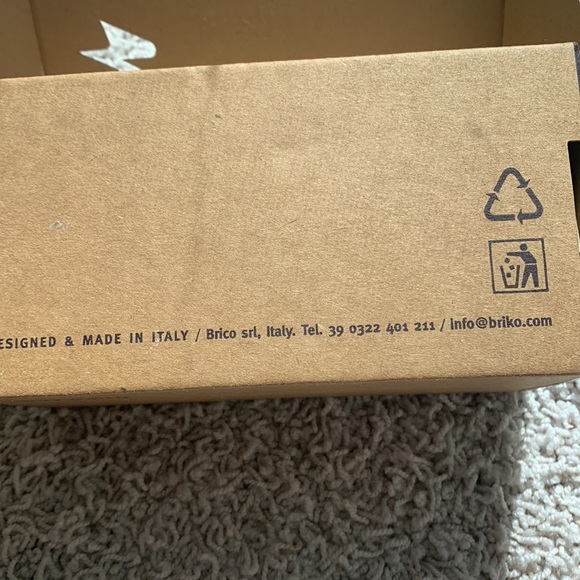 ESIGNED & MADE IN ITALY / Brico srl, Italy. Tel. 39 0322 401 211 / info@briko.com